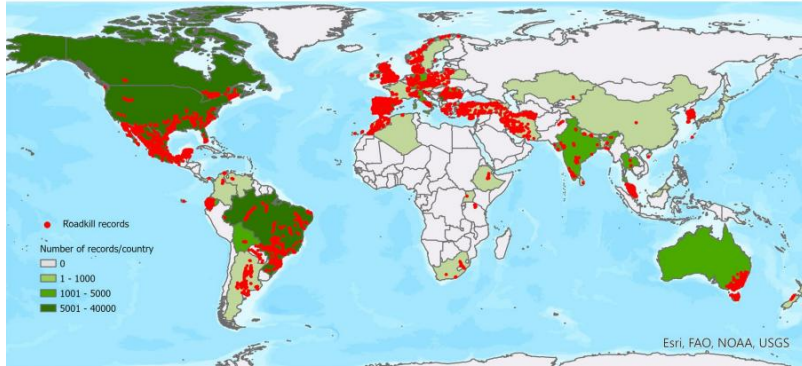 Roadkill records
Number of records/country
0
1 - 1000
1001 - 5000
5001 - 40000
Esri, FAO, NOAA, USGS